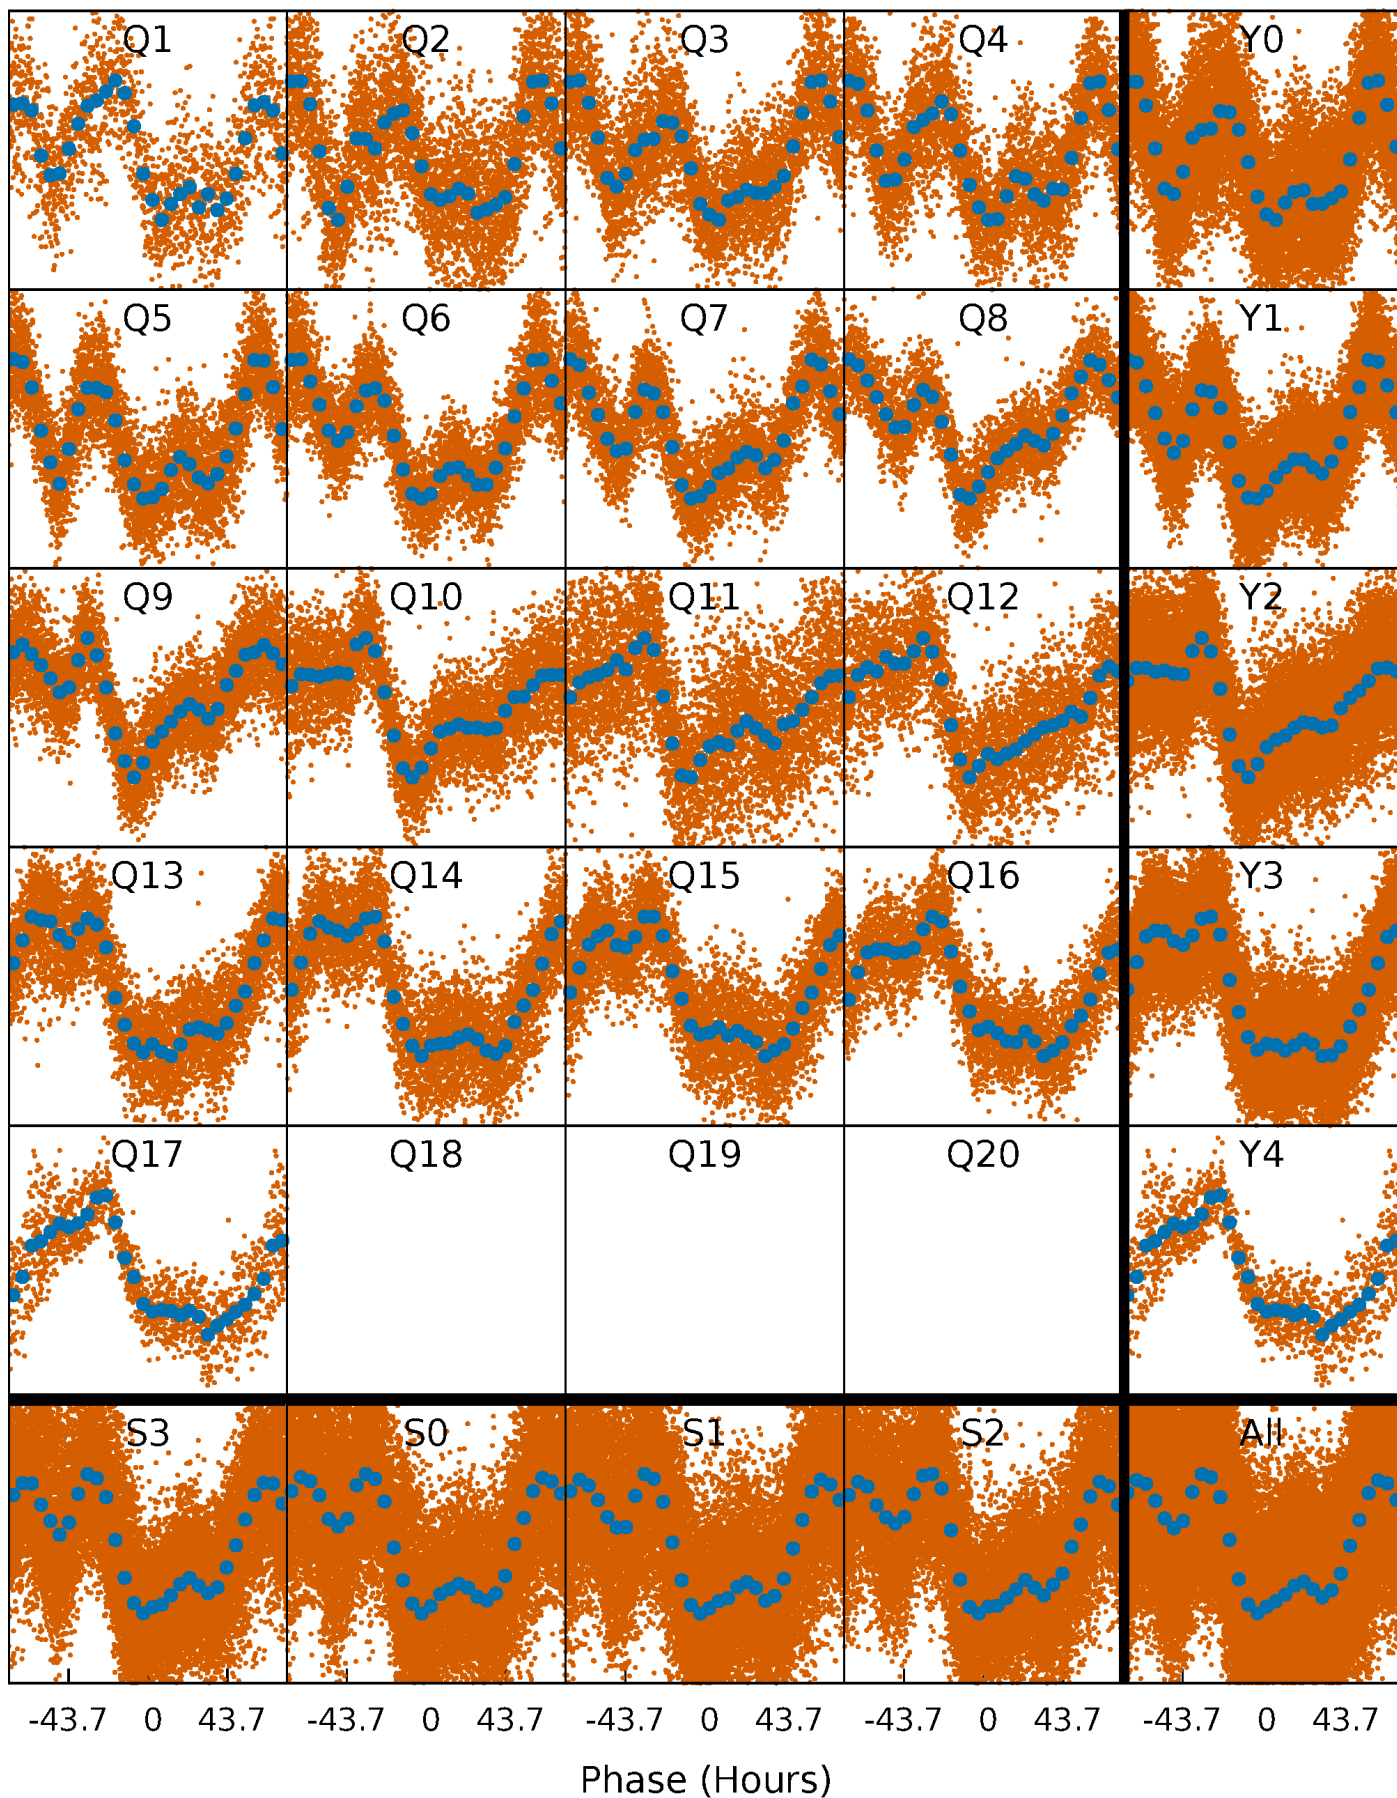 Q1 Q2 Q3 Q4 Y0
Q5 Q6 Q7 Q8 Y1
Q9 Q10 Q11 Q12 Y2
Q13 Q14 Q15 Q16 Y3
Q17 Q18 Q19 Q20 Y4
S3 S0 S1 S2 All
-43.7 0 43.7 -43.7 0 43.7 -43.7 0 43.7 -43.7 0 43.7 -43.7 0 43.7
Phase (Hours)